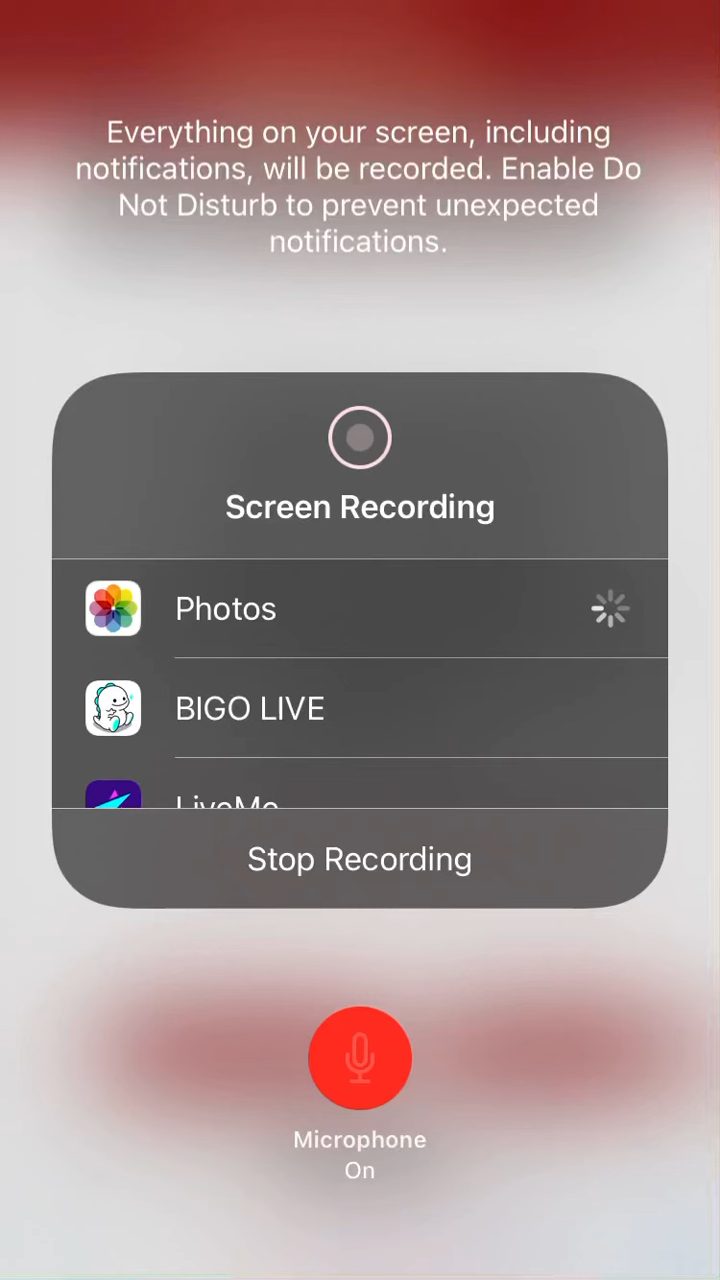 Everything on your screen, including
notifications, will be recorded. Enable Do
Not Disturb to prevent unexpected
notifications.
Screen Recording
Photos
BIGO LIVE
LiveMe
Stop Recording
Microphone
On